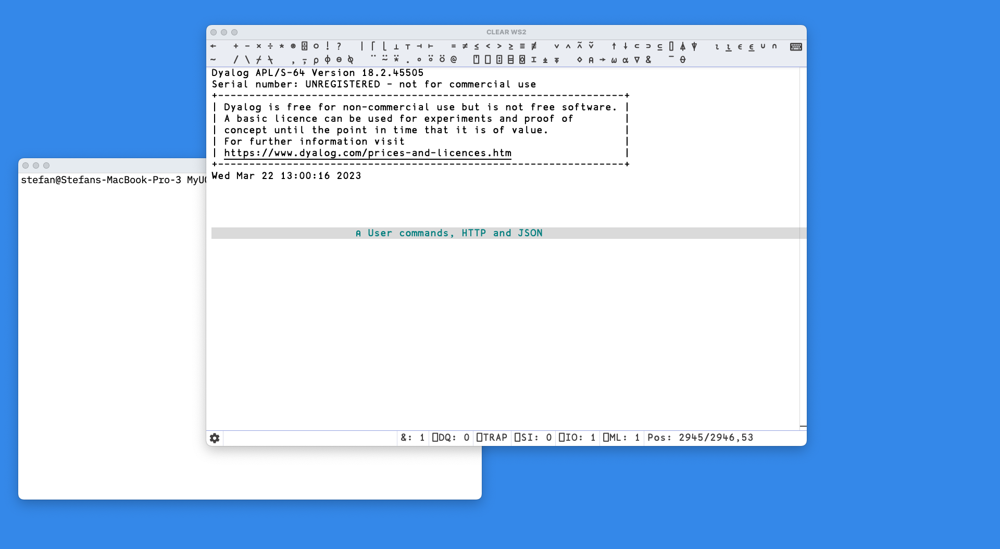 CLEAR WS2
← + - × ÷ * ⍟ ⌹ ○ ! ? | ⌈ ⌊ ⊥ ⊤ ⊣ ⊢ = ≠ ≤ < > ≥ ≡ ≢ ∨ ∧ ⍲ ⍱ ↑ ↓ ⊂ ⊃ ⊆ ⌷ ⍋ ⍒ ⍳ ⍸ ∊ ⍷ ∪ ∩
~ / \ ⌿ ⍀ , ⍪ ⍴ ⌽ ⊖ ⍉ ¨ ⍨ ⍣ . ∘ ⍤ ⍥ @ ⍞ ⎕ ⍠ ⌸ ⌺ ⌶ ⍎ ⍕ ⋄ ⍝ → ⍵ ⍺ ∇ & ¯ ⍬
Dyalog APL/S-64 Version 18.2.45505
Serial number: UNREGISTERED - not for commercial use
+-----------------------------------------------------------------+
| Dyalog is free for non-commercial use but is not free software. |
| A basic licence can be used for experiments and proof of |
| concept until the point in time that it is of value. |
| For further information visit |
| https://www.dyalog.com/prices-and-licences.htm |
+-----------------------------------------------------------------+
Wed Mar 22 13:00:16 2023
⍝ User commands, HTTP and JSON
&: 1 ⎕DQ: 0 ⎕TRAP ⎕SI: 0 ⎕IO: 1 ⎕ML: 1 Pos: 2945/2946,53
stefan@Stefans-MacBook-Pro-3